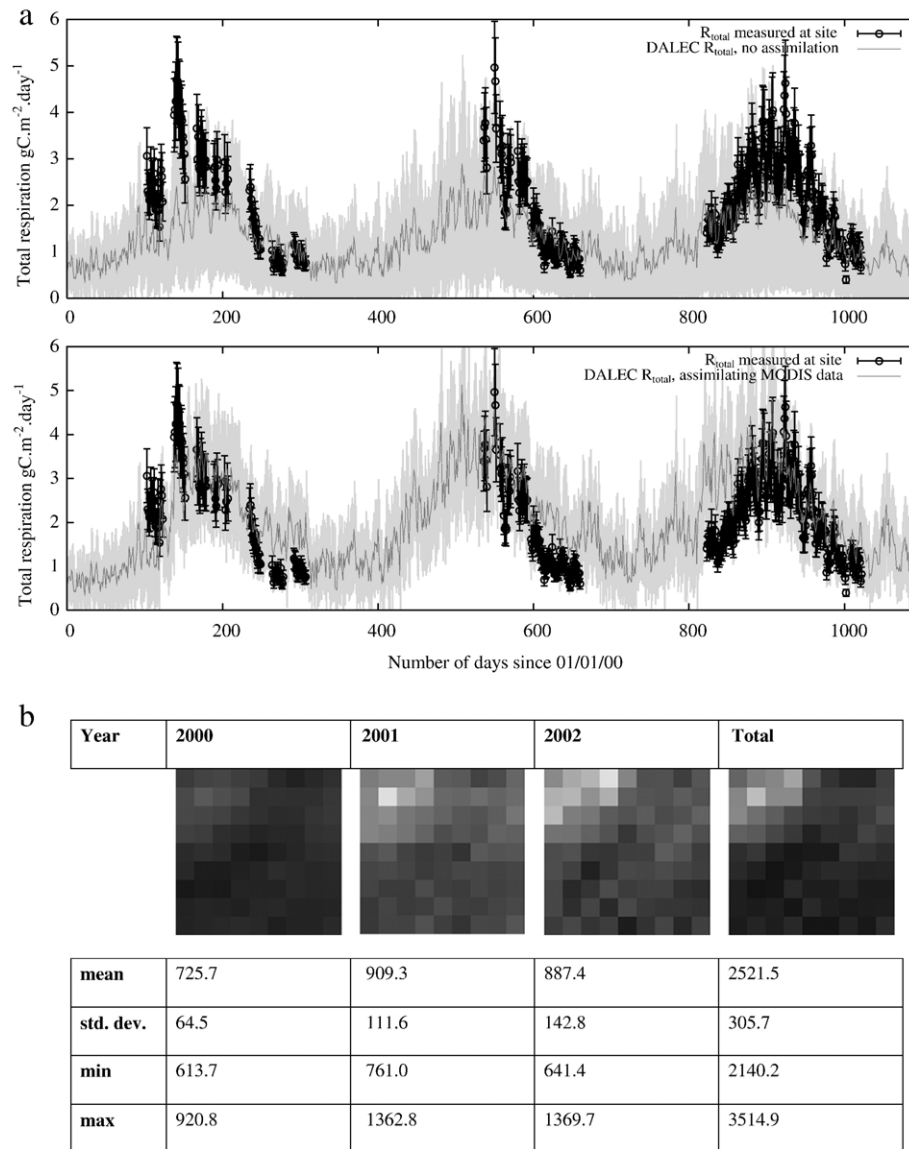 a
6
5
4
3
2
1
0
Total respiration gC.m-2.day-1
R_total measured at site
DALEC R_total, no assimilation
0 200 400 600 800 1000
6
5
4
3
2
1
0
Total respiration gC.m-2.day-1
R_total measured at site
DALEC R_total, assimilating MODIS data
0 200 400 600 800 1000
Number of days since 01/01/00
b
Year 2000 2001 2002 Total
mean 725.7 909.3 887.4 2521.5
std. dev. 64.5 111.6 142.8 305.7
min 613.7 761.0 641.4 2140.2
max 920.8 1362.8 1369.7 3514.9